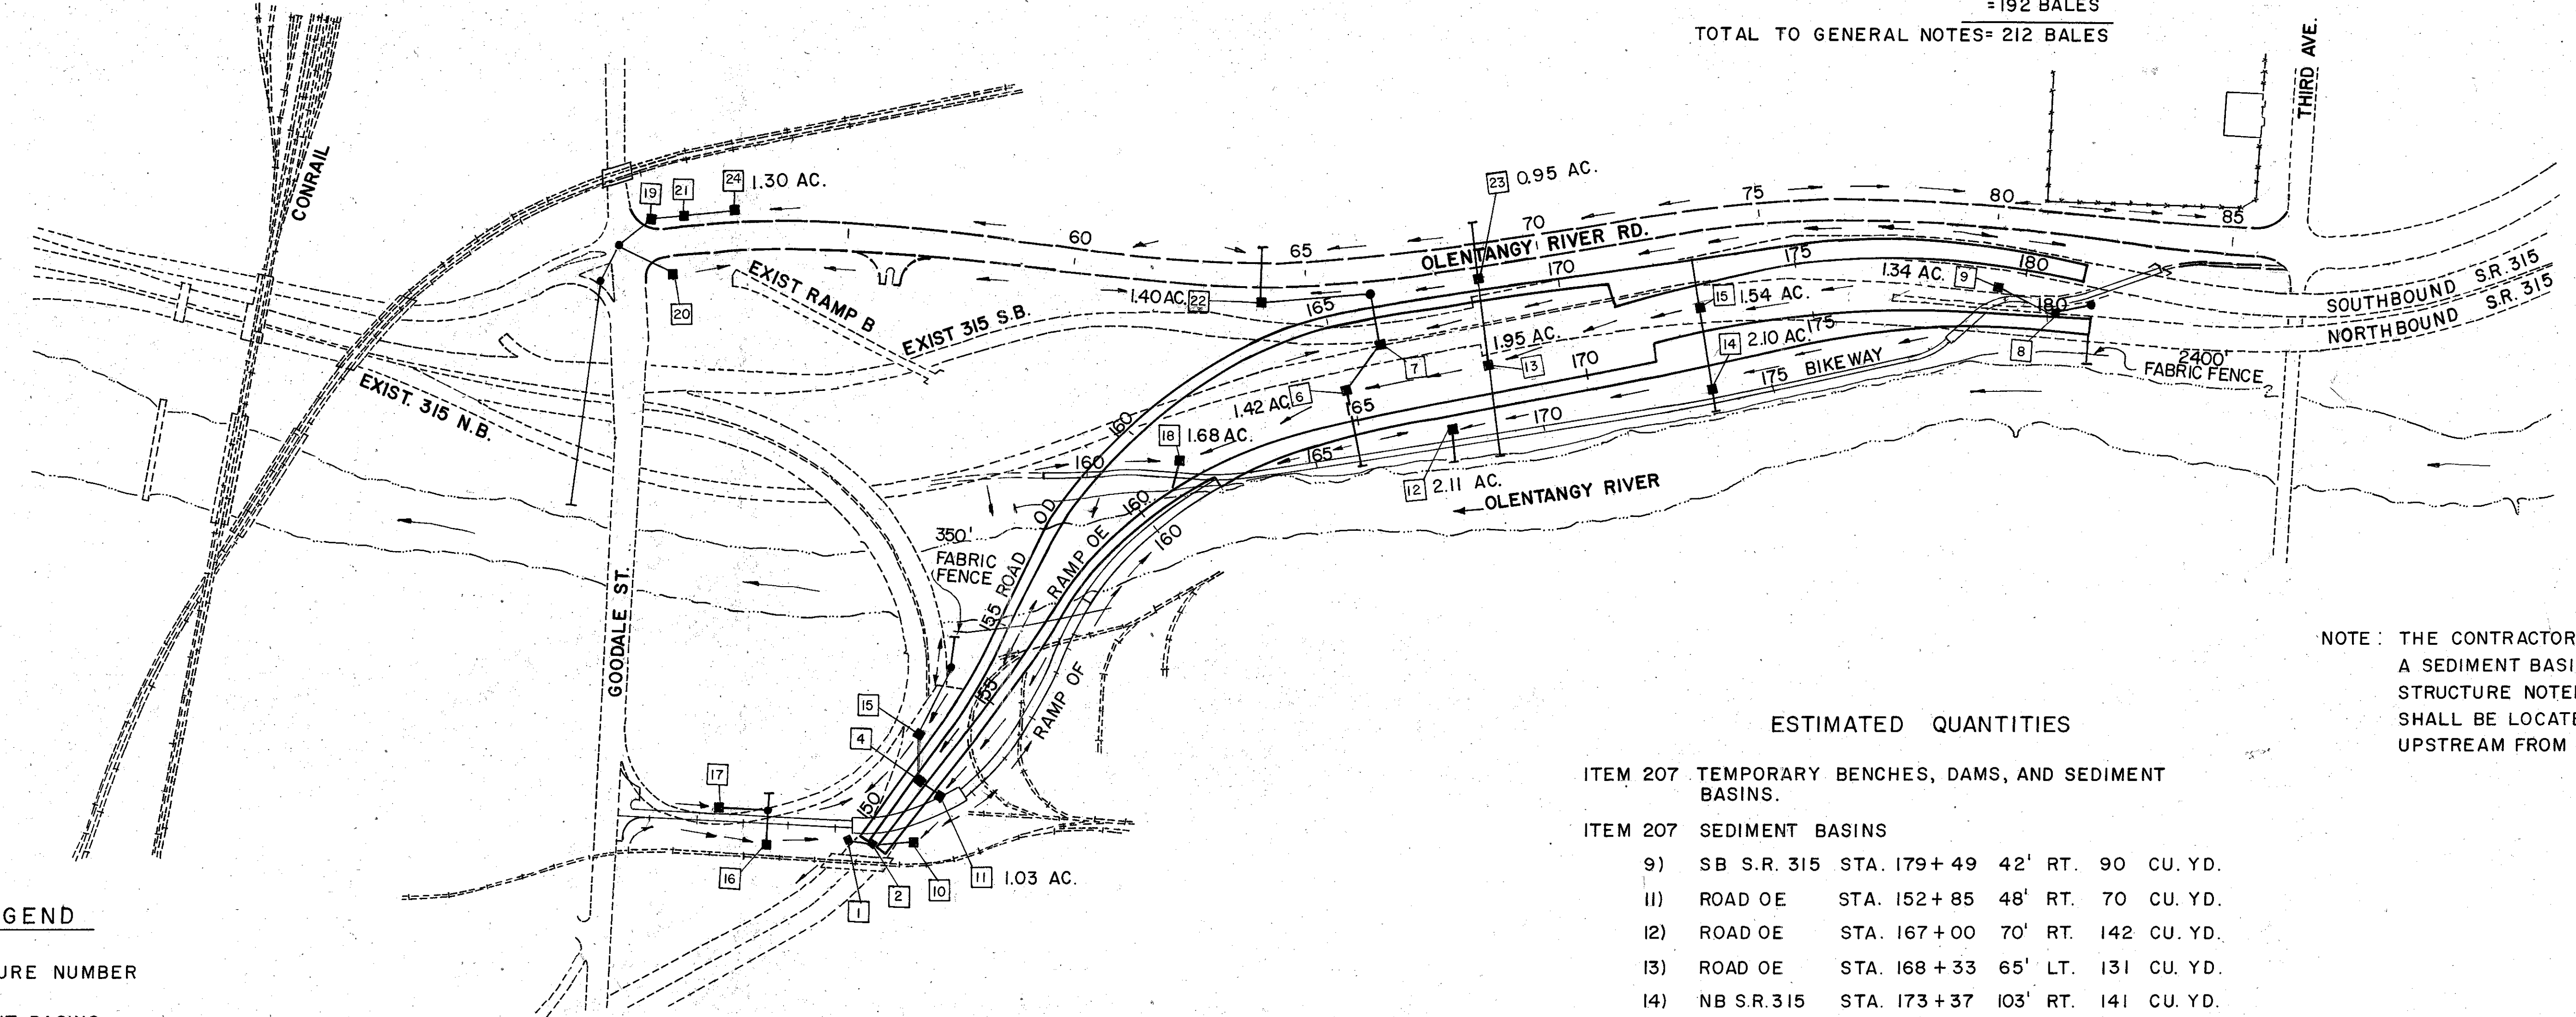 =192 BALES
TOTAL TO GENERAL NOTES= 212 BALES
THIRD AVE.
CONRAIL
19
21
24 1.30 AC.
23 0.95 AC.
60
65
70
75
80
85
OLENTANGY RIVER RD.
20
EXIST RAMP B
EXIST 315 S.B.
1.40 AC. 22
165
170
175
180
1.34 AC. 9
15 1.54 AC.
SOUTHBOUND S.R. 315
NORTHBOUND S.R. 315
180
175
1.95 AC.
13
14 2.10 AC.
8
2400'
FABRIC FENCE
7
6
1.42 AC.
165
170
175 BIKEWAY
EXIST. 315 N.B.
18 1.68 AC.
160
160
165
170
12 2.11 AC.
OLENTANGY RIVER
350'
FABRIC
FENCE
155 ROAD OD
RAMP OE 160
160
155
RAMP OF
GOODALE ST.
15
4
17
150
16
1
2
10
11 1.03 AC.
NOTE: THE CONTRACTOR
A SEDIMENT BASI
STRUCTURE NOTE
SHALL BE LOCATE
UPSTREAM FROM
ESTIMATED QUANTITIES
ITEM 207 TEMPORARY BENCHES, DAMS, AND SEDIMENT
BASINS.
ITEM 207 SEDIMENT BASINS
9) SB S.R. 315 STA. 179+49 42' RT. 90 CU. YD.
11) ROAD OE STA. 152+85 48' RT. 70 CU. YD.
12) ROAD OE STA. 167+00 70' RT. 142 CU. YD.
13) ROAD OE STA. 168+33 65' LT. 131 CU. YD.
14) NB S.R.315 STA. 173+37 103' RT. 141 CU. YD.
GEND
URE NUMBER